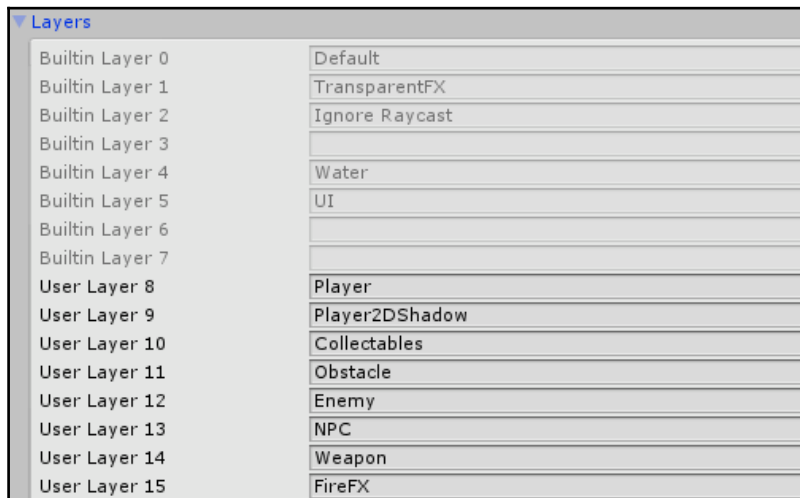 Layers
Builtin Layer 0 Default
Builtin Layer 1 TransparentFX
Builtin Layer 2 Ignore Raycast
Builtin Layer 3
Builtin Layer 4 Water
Builtin Layer 5 UI
Builtin Layer 6
Builtin Layer 7
User Layer 8 Player
User Layer 9 Player2DShadow
User Layer 10 Collectables
User Layer 11 Obstacle
User Layer 12 Enemy
User Layer 13 NPC
User Layer 14 Weapon
User Layer 15 FireFX